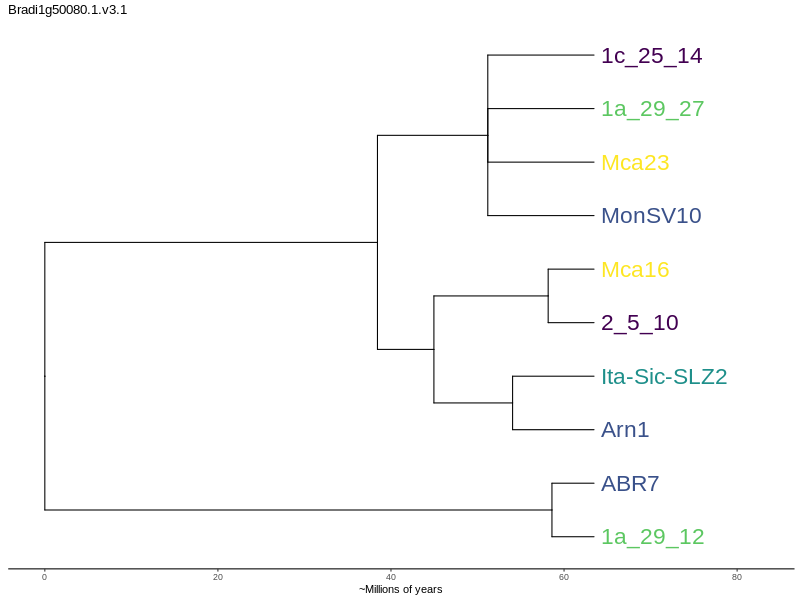 Bradi1g50080.1.v3.1
1c_25_14
1a_29_27
Mca23
MonSV10
Mca16
2_5_10
Ita-Sic-SLZ2
Arn1
ABR7
1a_29_12
0 20 40 60 80
~Millions of years